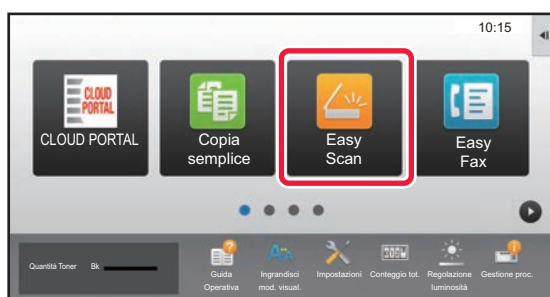 10:15
CLOUD
PORTAL
CLOUD PORTAL
Copia
semplice
Easy
Scan
Easy
Fax
Quantità Toner Bk
Guida
Operativa
Ingrandisci
mod. visual.
Impostazioni
Conteggio tot.
Regolazione
luminosità
Gestione proc.